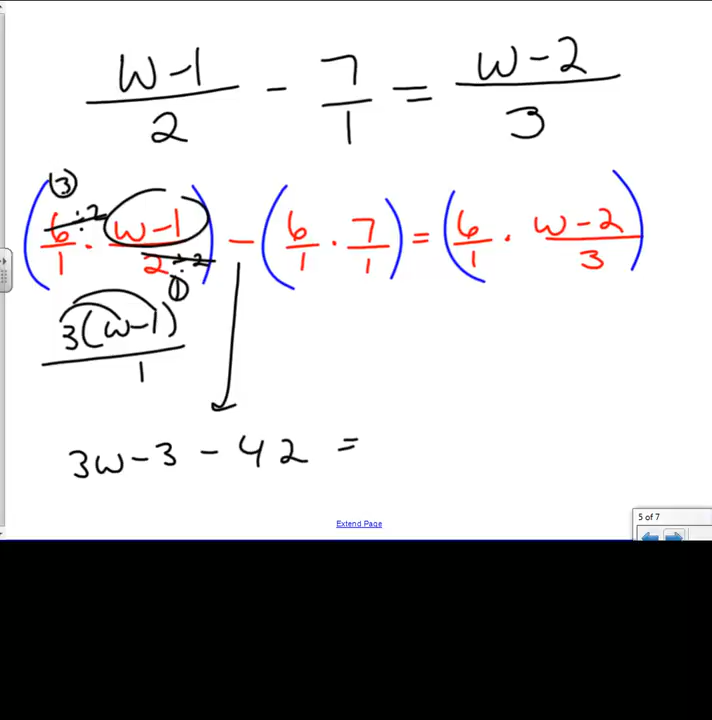 w-1/2 - 7/1 = w-2/3
③ ①
(6÷2/1 · w-1/2÷2) - (6/1 · 7/1) = (6/1 · w-2/3)
3(w-1)/1
3w-3 - 42 =
Extend Page
5 of 7